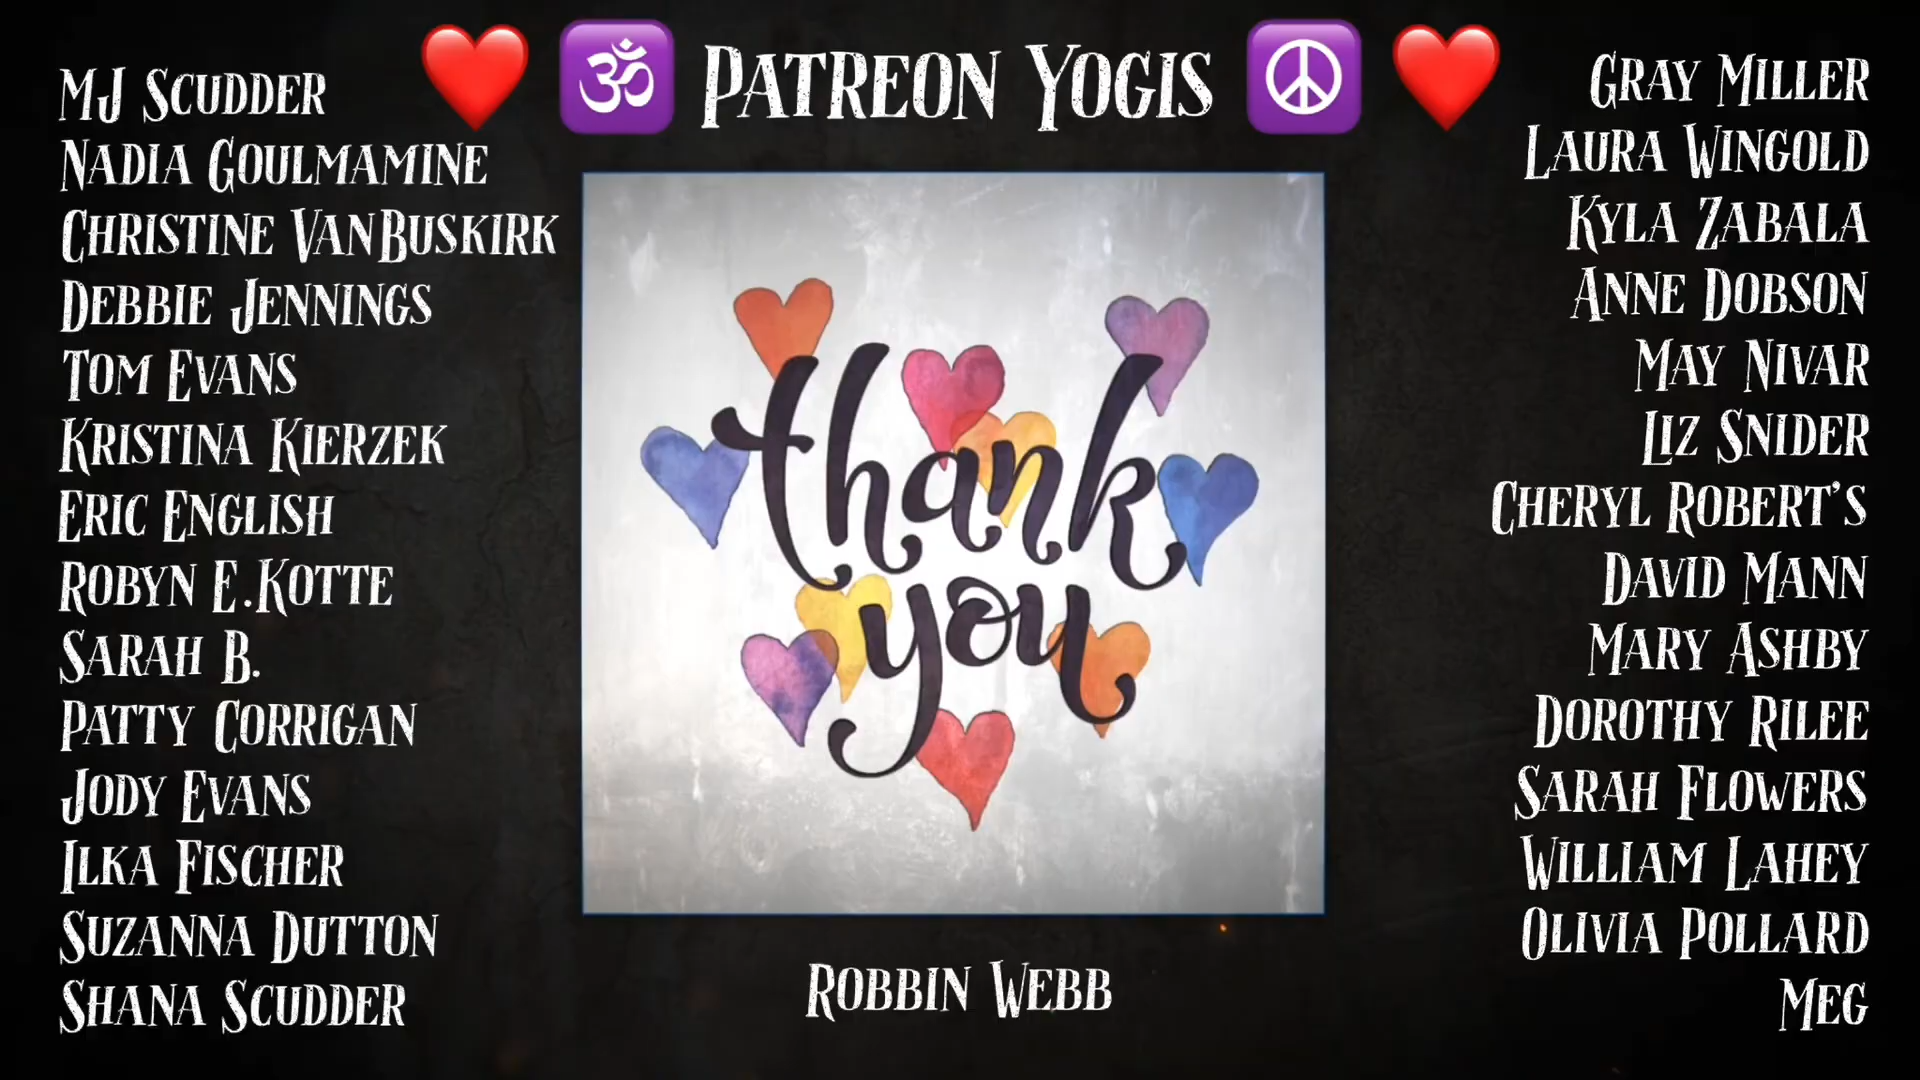 ❤️ 🕉️ Patreon Yogis ☮️ ❤️
MJ Scudder
Nadia Goulmamine
Christine VanBuskirk
Debbie Jennings
Tom Evans
Kristina Kierzek
Eric English
Robyn E.Kotte
Sarah B.
Patty Corrigan
Jody Evans
Ilka Fischer
Suzanna Dutton
Shana Scudder
thank
you
Robbin Webb
Gray Miller
Laura Wingold
Kyla Zabala
Anne Dobson
May Nivar
Liz Snider
Cheryl Robert's
David Mann
Mary Ashby
Dorothy Rilee
Sarah Flowers
William Lahey
Olivia Pollard
Meg